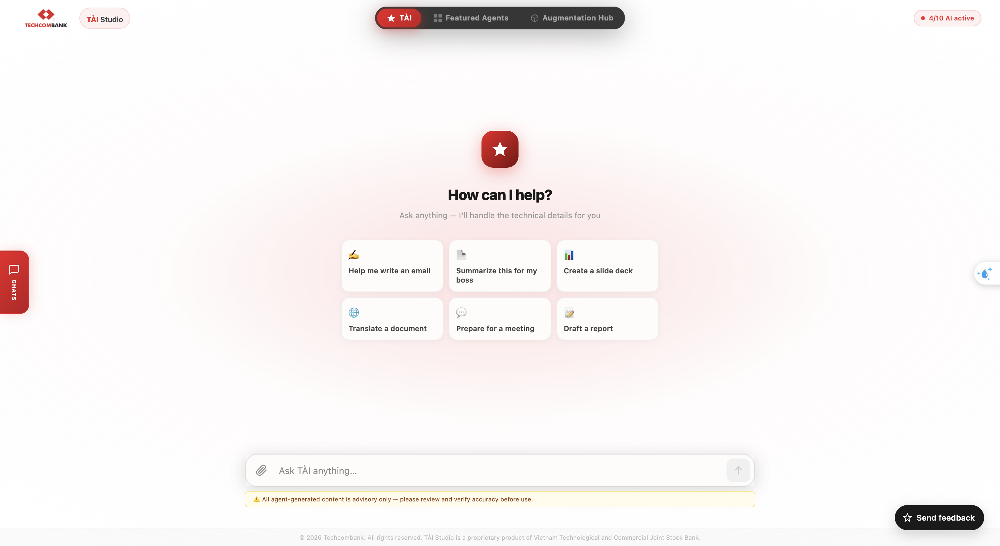 TECHCOMBANK
TÀI Studio
TÀI
Featured Agents
Augmentation Hub
4/10 AI active
How can I help?
Ask anything — I'll handle the technical details for you
Help me write an email
Summarize this for my
boss
Create a slide deck
Translate a document
Prepare for a meeting
Draft a report
CHATS
Ask TÀI anything...
⚠️ All agent-generated content is advisory only — please review and verify accuracy before use.
Send feedback
© 2026 Techcombank. All rights reserved. TÀI Studio is a proprietary product of Vietnam Technological and Commercial Joint Stock Bank.